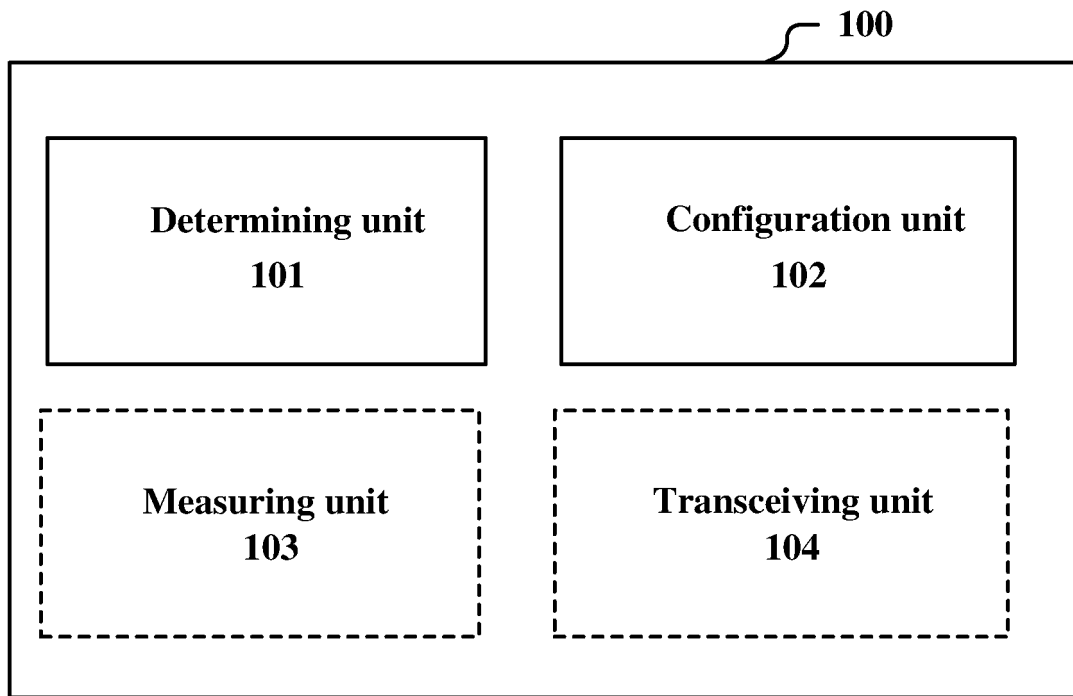 100
Determining unit
101
Configuration unit
102
Measuring unit
103
Transceiving unit
104